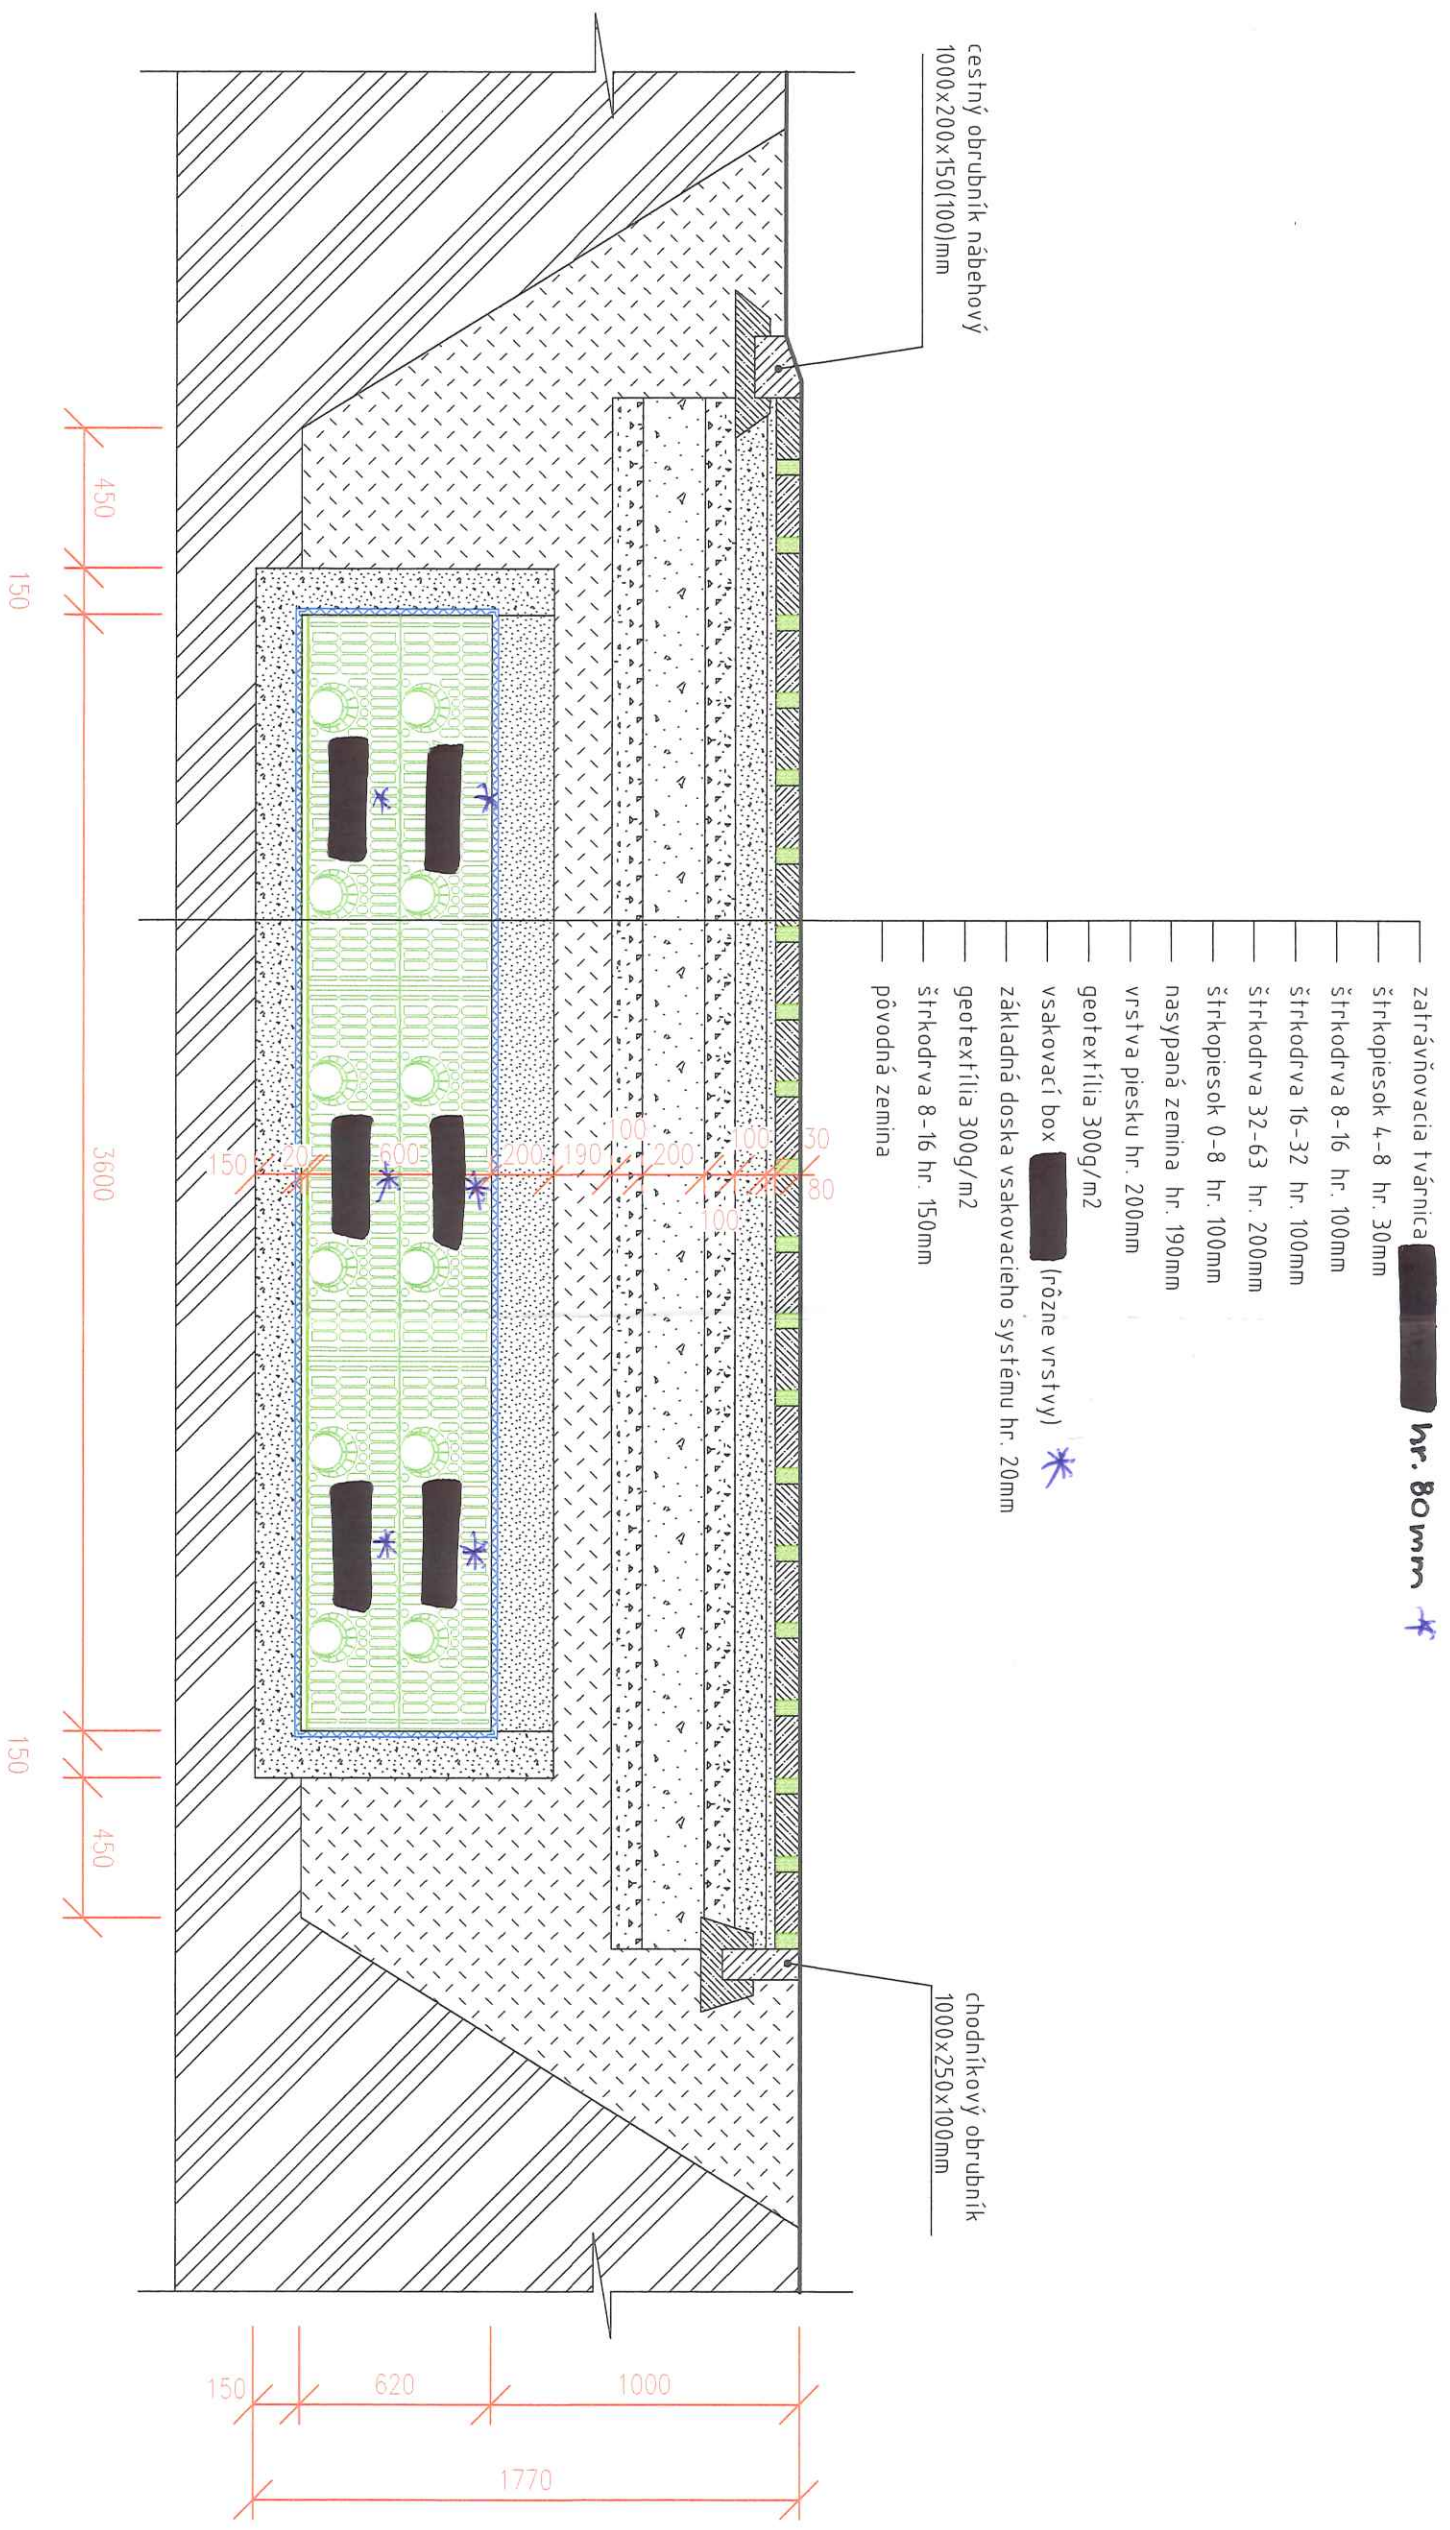 zatrávňovacia tvárnica hr. 80mm *
štrkopiesok 4-8 hr. 30mm
štrkodrva 8-16 hr. 100mm
štrkodrva 16-32 hr. 100mm
štrkodrva 32-63 hr. 200mm
štrkopiesok 0-8 hr. 100mm
nasypaná zemina hr. 190mm
vrstva piesku hr. 200mm
geotextília 300g/m2
vsakovací box (rôzne vrstvy) *
základná doska vsakovacieho systému hr. 20mm
geotextília 300g/m2
štrkodrva 8-16 hr. 150mm
pôvodná zemina
cestný obrubník nábehový
1000x200x150(100)mm
chodníkový obrubník
1000x250x100mm
30
80
100
100
200
100
190
200
600
20
150
1000
620
150
1770
450
150
3600
150
450